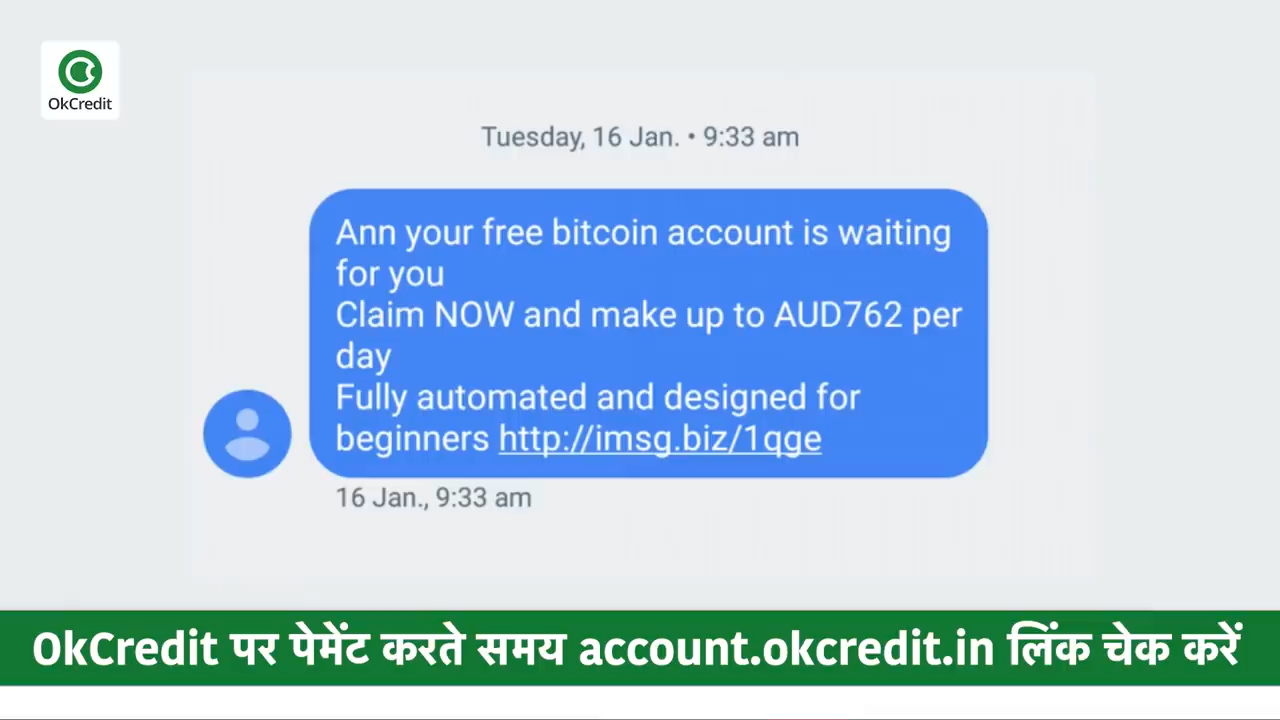 OkCredit
Tuesday, 16 Jan. • 9:33 am
Ann your free bitcoin account is waiting
for you
Claim NOW and make up to AUD762 per
day
Fully automated and designed for
beginners http://imsg.biz/1qge
16 Jan., 9:33 am
OkCredit पर पेमेंट करते समय account.okcredit.in लिंक चेक करें